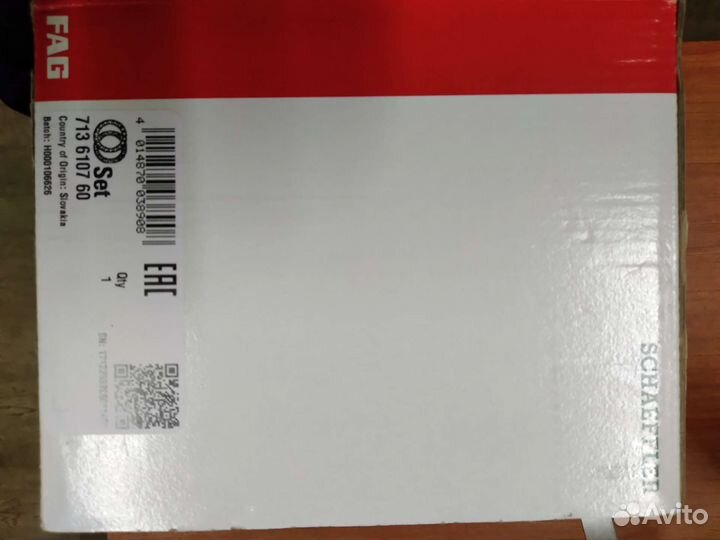 FAG
Set
713 6107 60
Country of Origin: Slovakia
Batch: H000106626
4 014870 038908
EAC
Qty
1
SCHAEFFLER
Avito